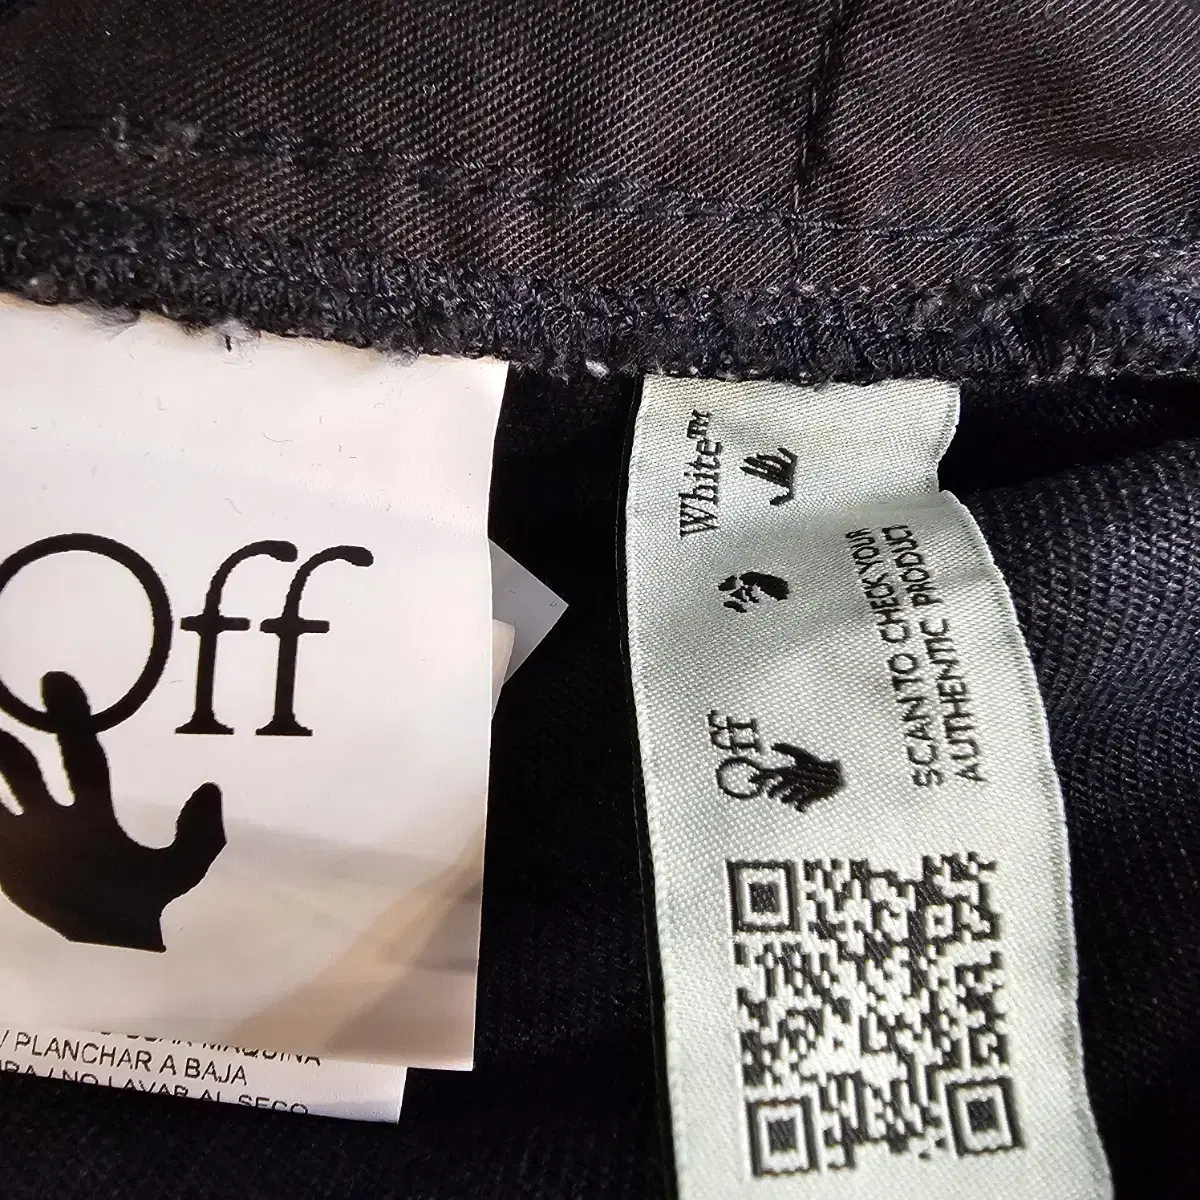 Off
/ PLANCHAR A BAJA
/ NO LAVAR AL SECO
White™
Off
SCAN TO CHECK YOUR
AUTHENTIC PRODUCT